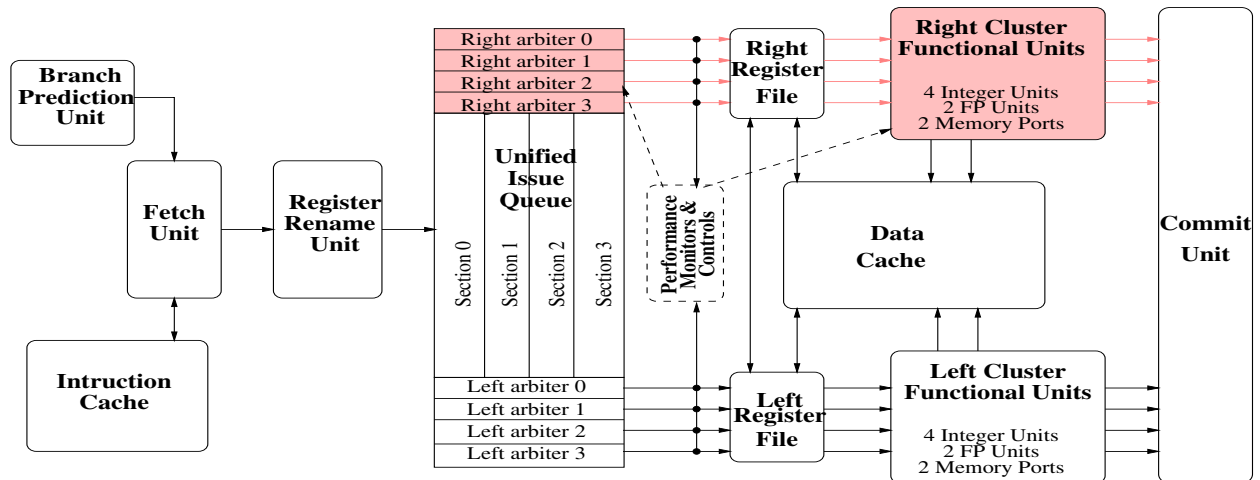 Branch
Prediction
Unit
Fetch
Unit
Intruction
Cache
Register
Rename
Unit
Right arbiter 0
Right arbiter 1
Right arbiter 2
Right arbiter 3
Unified
Issue
Queue
Section 0
Section 1
Section 2
Section 3
Left arbiter 0
Left arbiter 1
Left arbiter 2
Left arbiter 3
Performance
Monitors &
Controls
Right
Register
File
Left
Register
File
Right Cluster
Functional Units
4 Integer Units
2 FP Units
2 Memory Ports
Data
Cache
Left Cluster
Functional Units
4 Integer Units
2 FP Units
2 Memory Ports
Commit
Unit